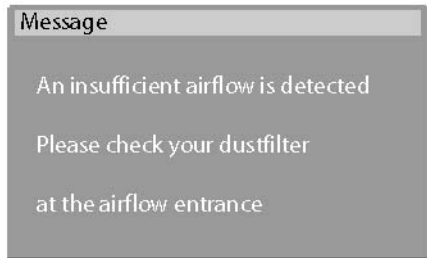 Message
An insufficient airflow is detected
Please check your dustfilter
at the airflow entrance